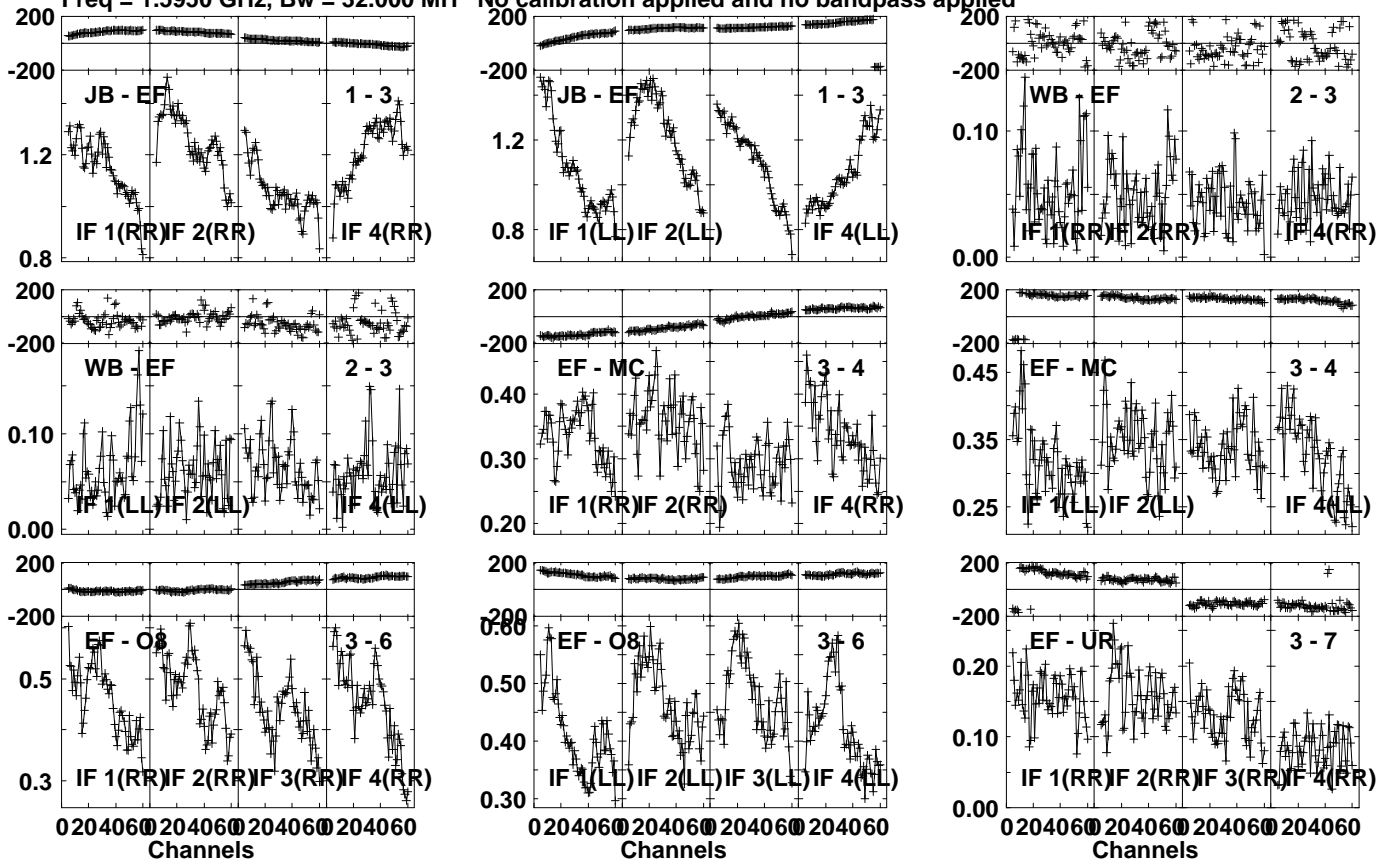 Freq = 1.5950 GHz, Bw = 32.000 MH No calibration applied and no bandpass applied
200
-200
JB - EF 1 - 3
1.2
0.8
IF 1(RR) IF 2(RR) IF 4(RR)
200
-200
JB - EF 1 - 3
1.2
0.8
IF 1(LL) IF 2(LL) IF 4(LL)
200
-200
WB - EF 2 - 3
0.10
0.00
IF 1(RR) IF 2(RR) IF 4(RR)
200
-200
WB - EF 2 - 3
0.10
0.00
IF 1(LL) IF 2(LL) IF 4(LL)
200
-200
EF - MC 3 - 4
0.40
0.30
0.20
IF 1(RR) IF 2(RR) IF 4(RR)
200
-200
EF - MC 3 - 4
0.45
0.35
0.25
IF 1(LL) IF 2(LL) IF 4(LL)
200
-200
EF - O8 3 - 6
0.5
0.3
IF 1(RR) IF 2(RR) IF 3(RR) IF 4(RR)
0 20 40 60 0 20 40 60 0 20 40 60 0 20 40 60
Channels
200
-200
0.60
EF - O8 3 - 6
0.50
0.40
0.30
IF 1(LL) IF 2(LL) IF 3(LL) IF 4(LL)
0 20 40 60 0 20 40 60 0 20 40 60 0 20 40 60
Channels
200
-200
EF - UR 3 - 7
0.20
0.10
0.00
IF 1(RR) IF 2(RR) IF 3(RR) IF 4(RR)
0 20 40 60 0 20 40 60 0 20 40 60 0 20 40 60
Channels